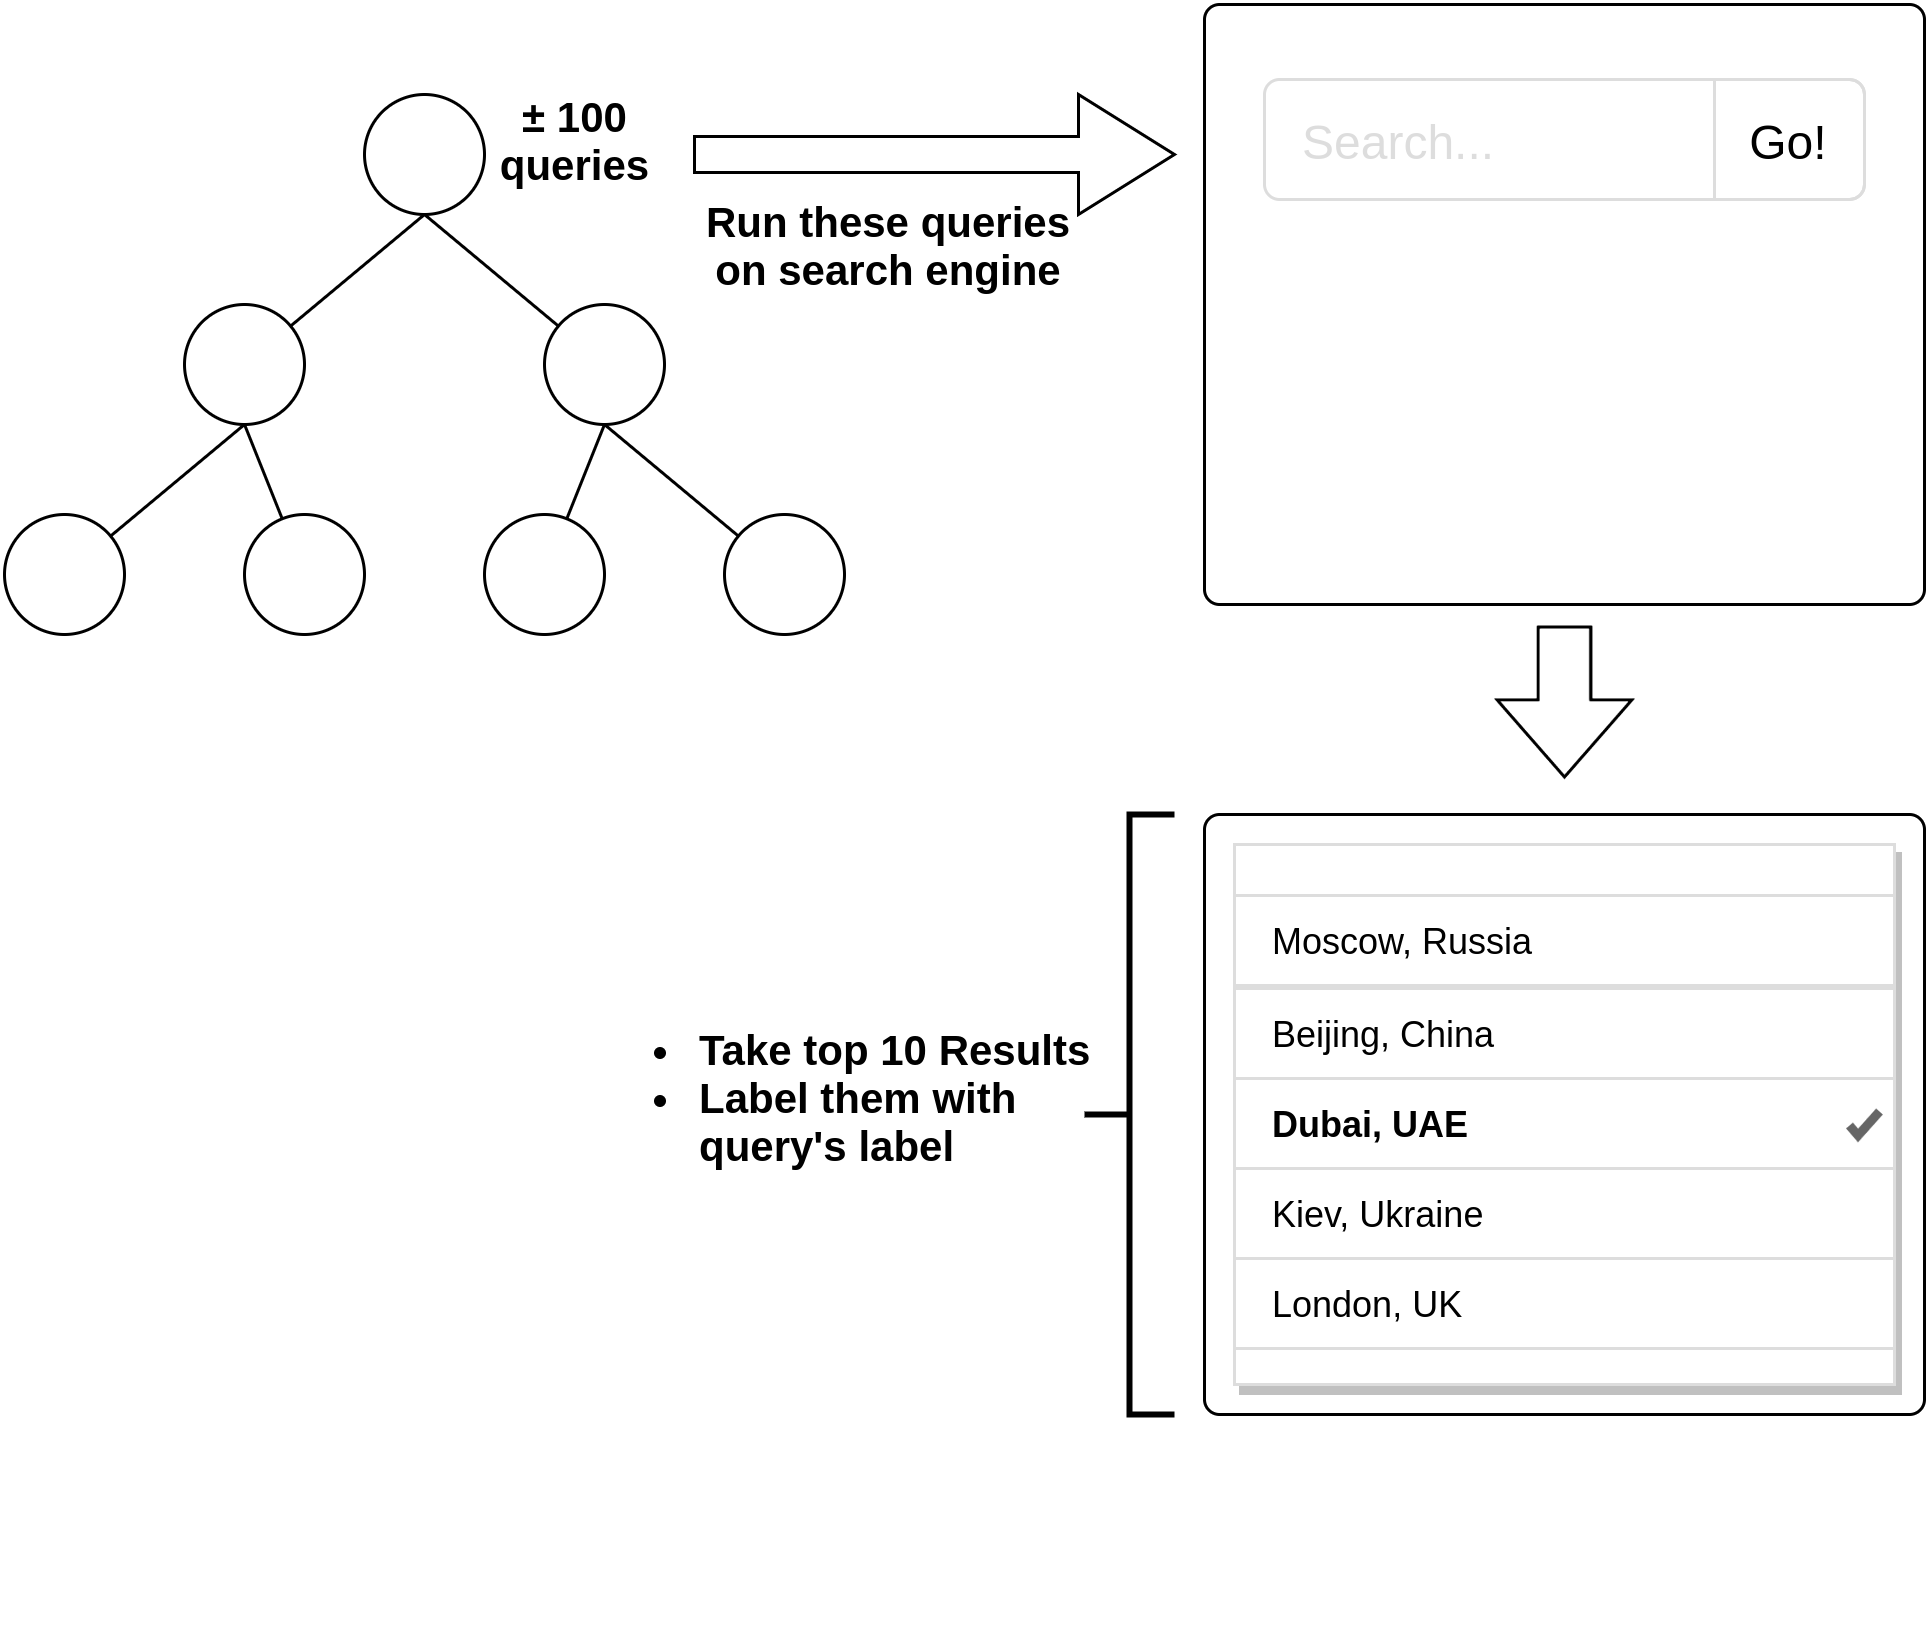 ± 100
queries
Run these queries
on search engine
Search...
Go!
Moscow, Russia
Beijing, China
Dubai, UAE
Kiev, Ukraine
London, UK
• Take top 10 Results
• Label them with
query's label